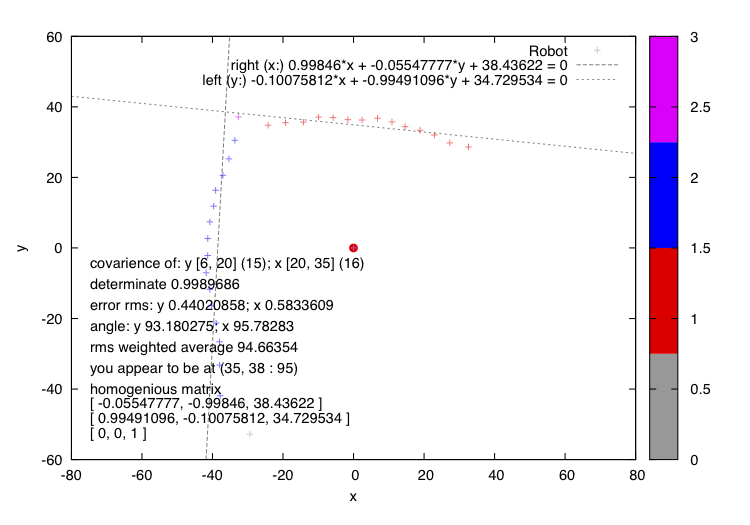 60
40
20
0
-20
-40
-60
-80
-60
-40
-20
0
20
40
60
80
y
x
Robot
right (x:) 0.99846*x + -0.05547777*y + 38.43622 = 0
left (y:) -0.10075812*x + -0.99491096*y + 34.729534 = 0
covarience of: y [6, 20] (15); x [20, 35] (16)
determinate 0.9989686
error rms: y 0.44020858; x 0.5833609
angle: y 93.180275; x 95.78283
rms weighted average 94.66354
you appear to be at (35, 38 : 95)
homogenious matrix
[ -0.05547777, -0.99846, 38.43622 ]
[ 0.99491096, -0.10075812, 34.729534 ]
[ 0, 0, 1 ]
3
2.5
2
1.5
1
0.5
0